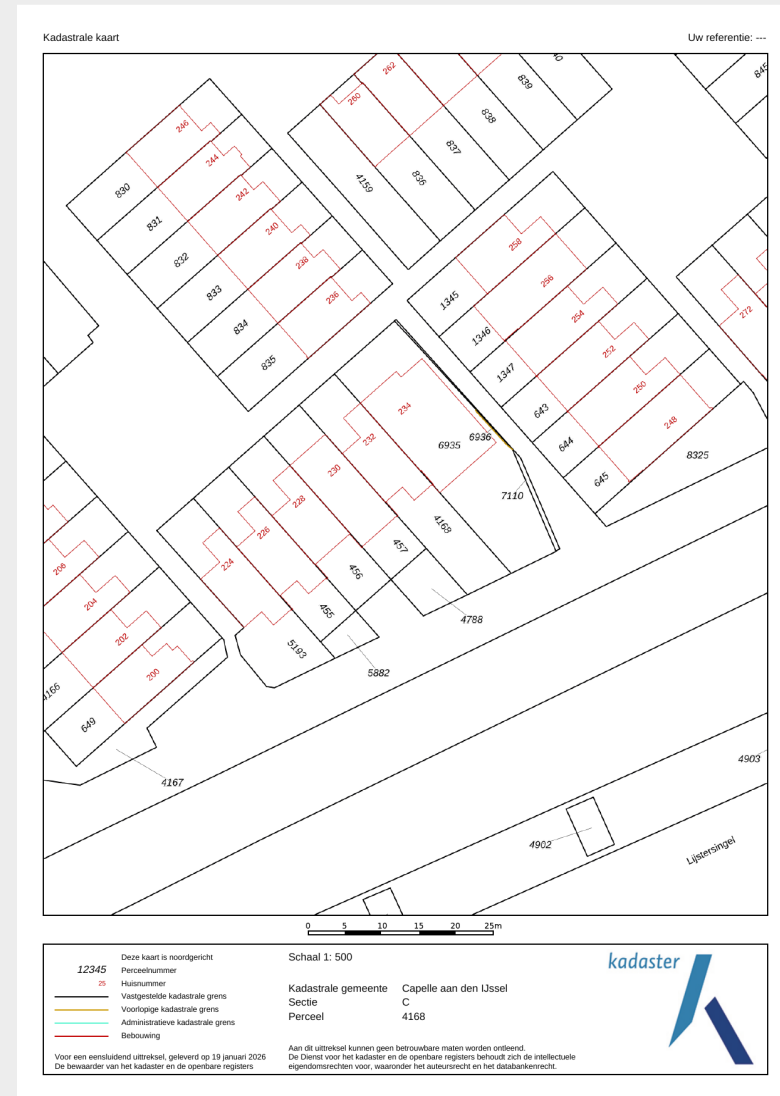 Kadastrale kaart
Uw referentie: ---
262
260
839
838
837
836
4159
246
244
242
240
238
236
830
831
832
833
834
835
258
256
254
252
250
248
1345
1346
1347
643
644
645
8325
272
234
232
230
228
226
224
6935
6936
7110
4168
457
456
455
5193
4788
5882
206
204
202
200
4166
649
4167
4903
4902
Lijstersingel
0 5 10 15 20 25m
Deze kaart is noordgericht
12345 Perceelnummer
25 Huisnummer
Vastgestelde kadastrale grens
Voorlopige kadastrale grens
Administratieve kadastrale grens
Bebouwing
Voor een eensluidend uittreksel, geleverd op 19 januari 2026
De bewaarder van het kadaster en de openbare registers
Schaal 1: 500
Kadastrale gemeente Capelle aan den IJssel
Sectie C
Perceel 4168
Aan dit uittreksel kunnen geen betrouwbare maten worden ontleend.
De Dienst voor het kadaster en de openbare registers behoudt zich de intellectuele
eigendomsrechten voor, waaronder het auteursrecht en het databankenrecht.
kadaster